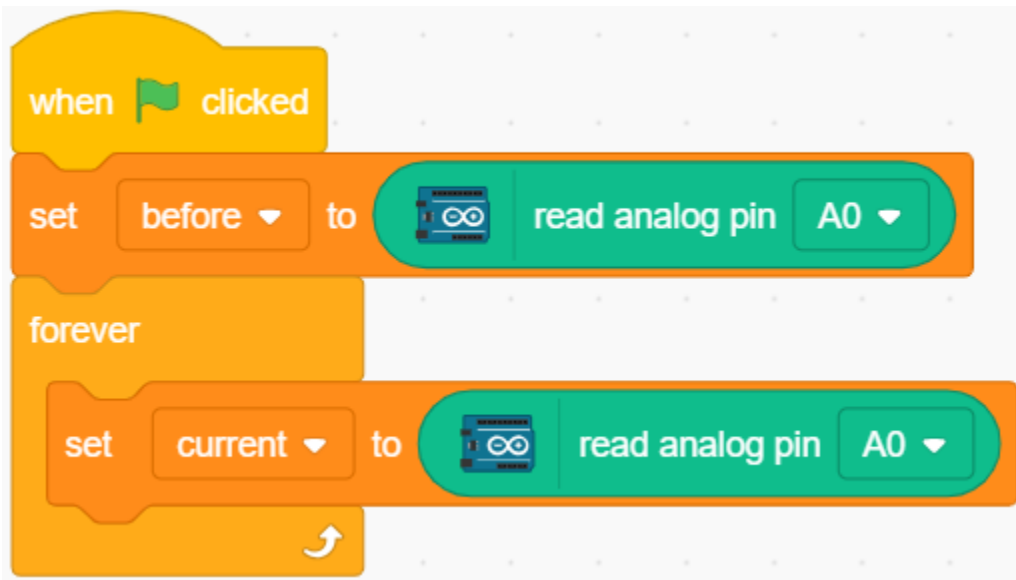 when clicked
set before to read analog pin A0
forever
set current to read analog pin A0